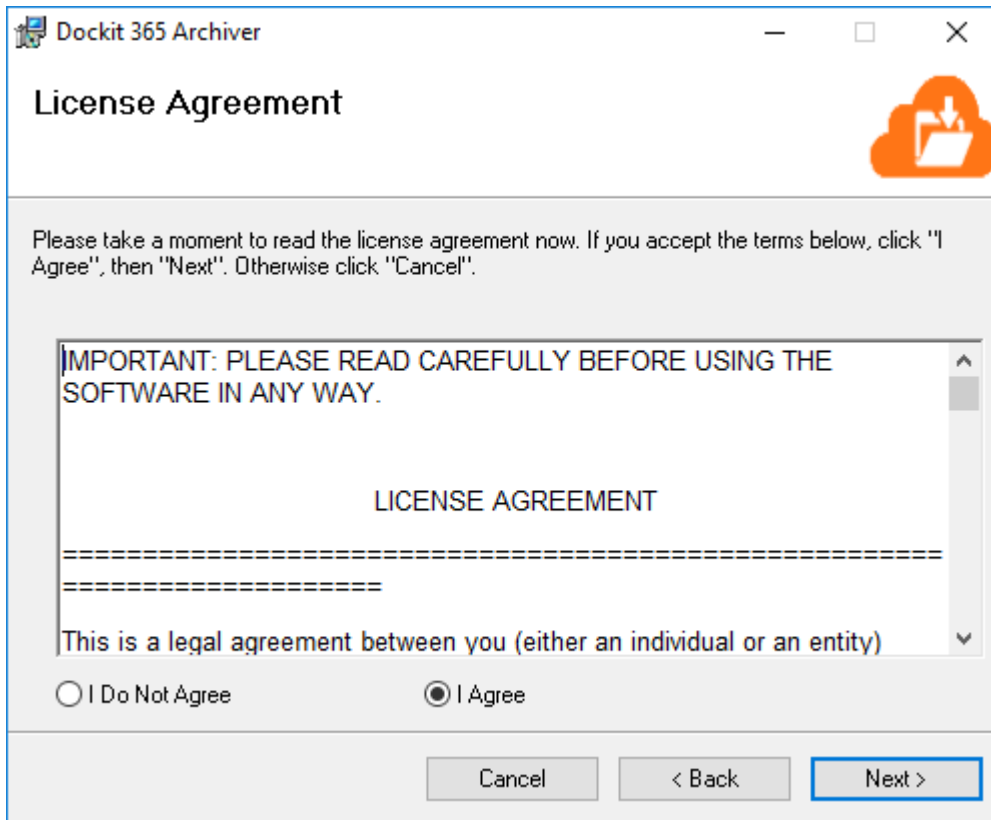 Dockit 365 Archiver
License Agreement
Please take a moment to read the license agreement now. If you accept the terms below, click "I
Agree", then "Next". Otherwise click "Cancel".
IMPORTANT: PLEASE READ CAREFULLY BEFORE USING THE
SOFTWARE IN ANY WAY.
LICENSE AGREEMENT
=======================================================
====================
This is a legal agreement between you (either an individual or an entity)
I Do Not Agree
I Agree
Cancel
< Back
Next >